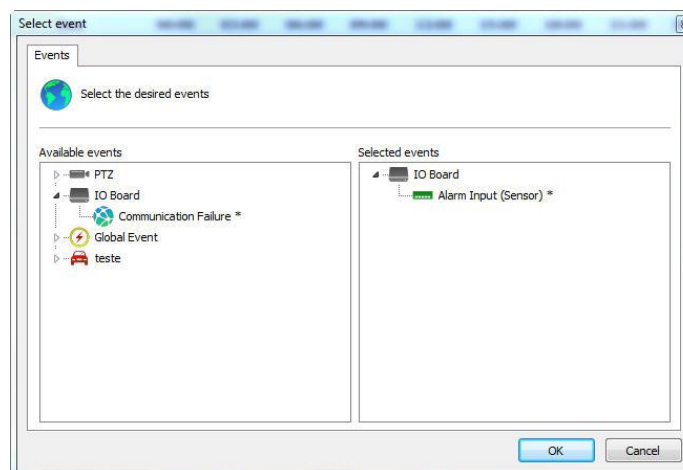 Select event
Events
Select the desired events
Available events
PTZ
IO Board
Communication Failure *
Global Event
teste
Selected events
IO Board
Alarm Input (Sensor) *
OK
Cancel